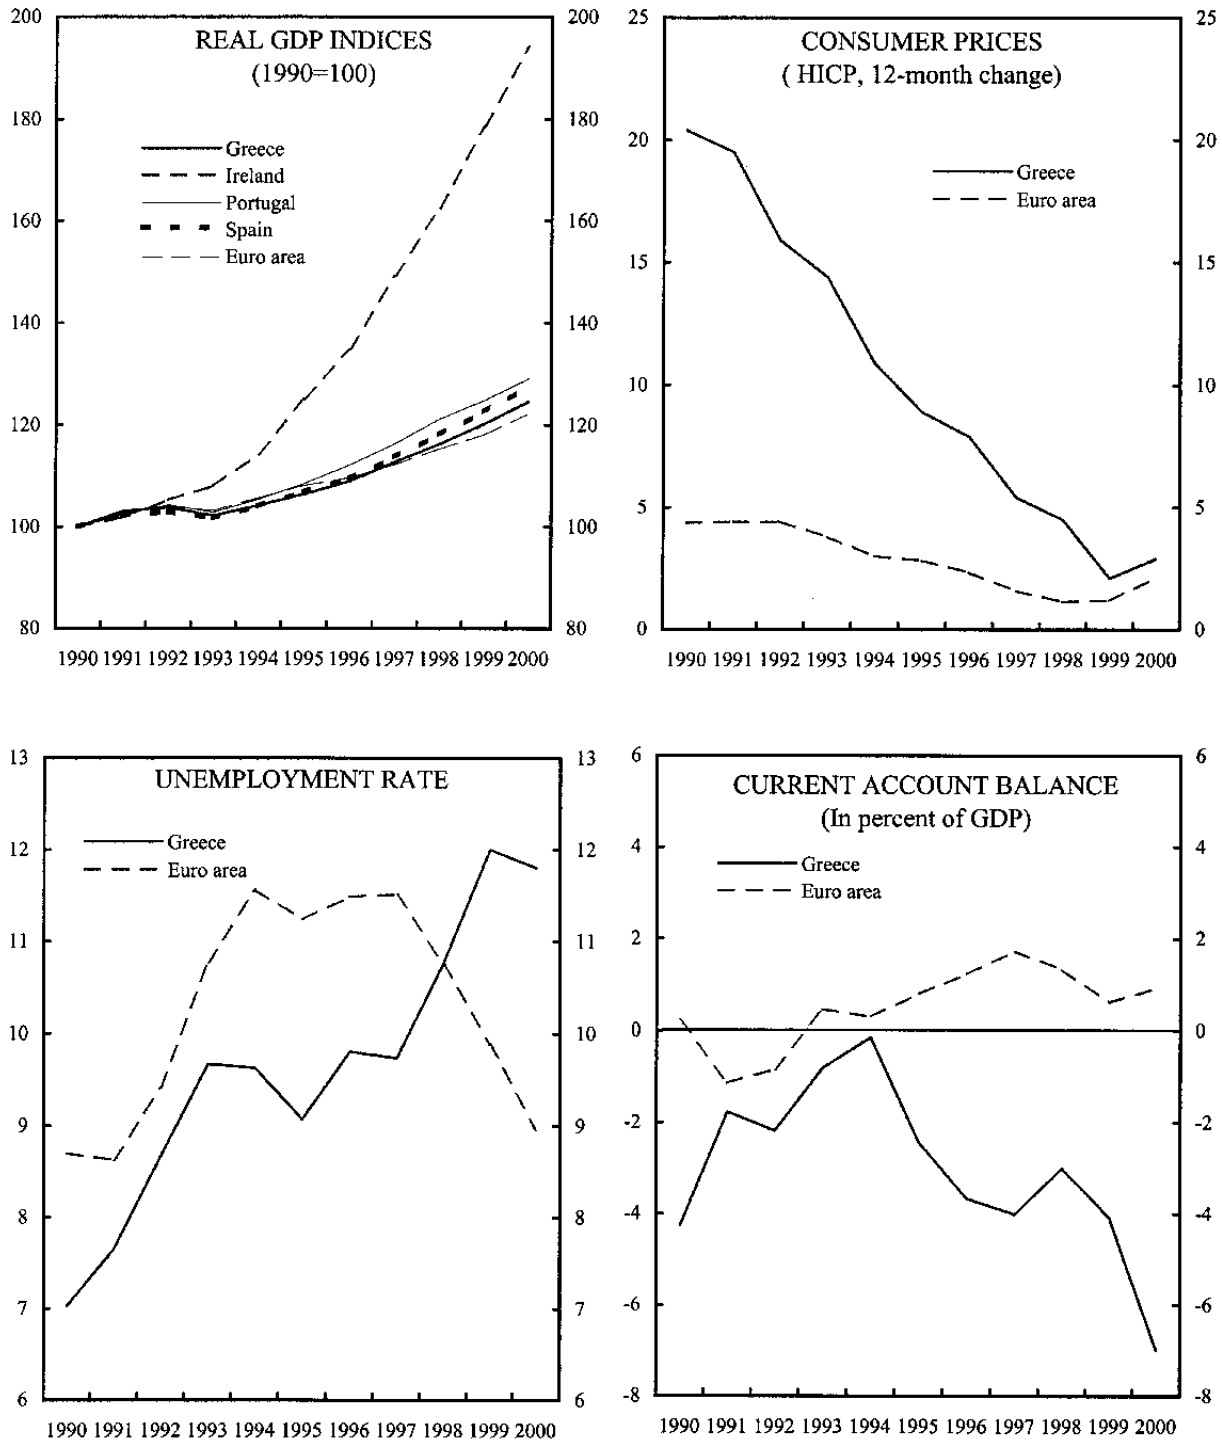 REAL GDP INDICES
(1990=100)
200
180
160
140
120
100
80
200
180
160
140
120
100
80
Greece
Ireland
Portugal
Spain
Euro area
1990 1991 1992 1993 1994 1995 1996 1997 1998 1999 2000
CONSUMER PRICES
( HICP, 12-month change)
25
20
15
10
5
0
25
20
15
10
5
0
Greece
Euro area
1990 1991 1992 1993 1994 1995 1996 1997 1998 1999 2000
UNEMPLOYMENT RATE
13
12
11
10
9
8
7
6
13
12
11
10
9
8
7
6
Greece
Euro area
1990 1991 1992 1993 1994 1995 1996 1997 1998 1999 2000
CURRENT ACCOUNT BALANCE
(In percent of GDP)
6
4
2
0
-2
-4
-6
-8
6
4
2
0
-2
-4
-6
-8
Greece
Euro area
1990 1991 1992 1993 1994 1995 1996 1997 1998 1999 2000